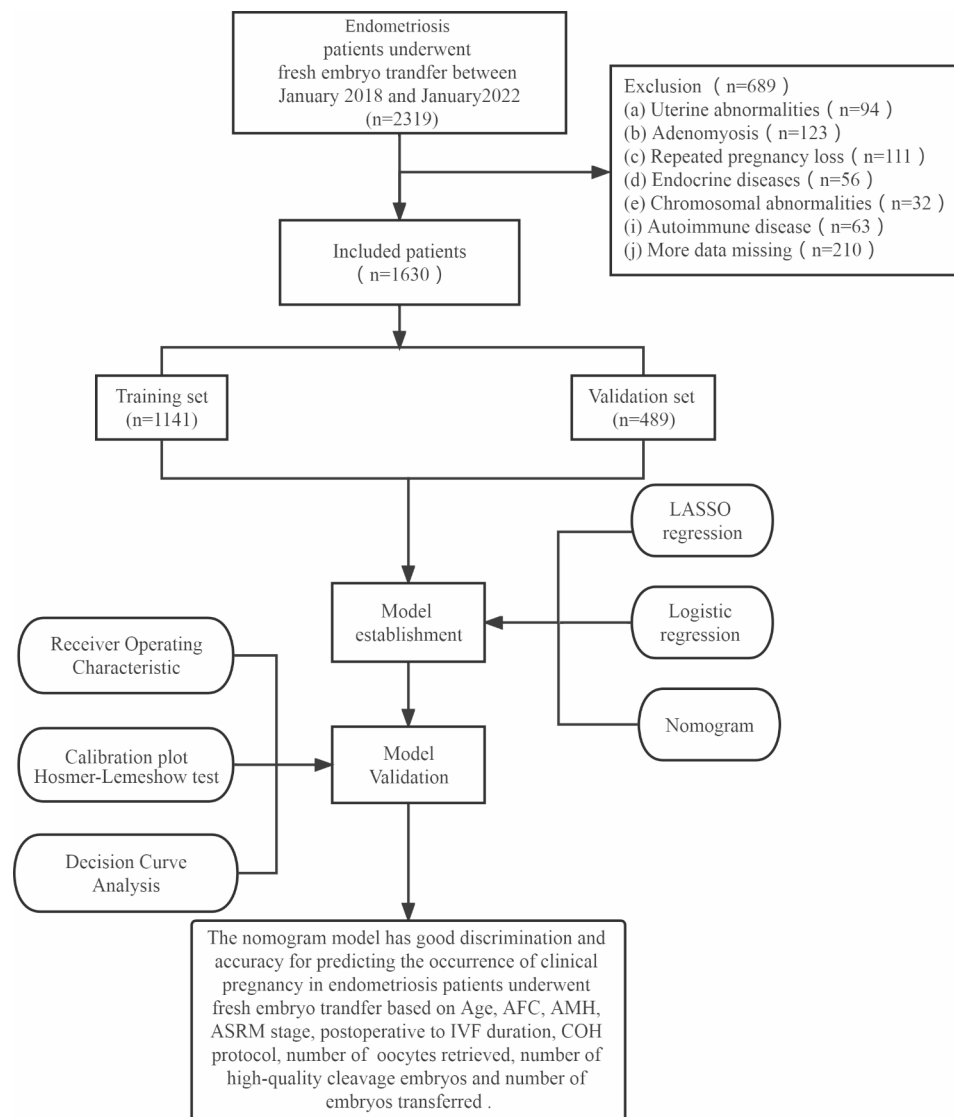 Endometriosis
patients underwent
fresh embryo trandfer between
January 2018 and January2022
(n=2319)
Exclusion （n=689）
(a) Uterine abnormalities（n=94）
(b) Adenomyosis（n=123）
(c) Repeated pregnancy loss（n=111）
(d) Endocrine diseases（n=56）
(e) Chromosomal abnormalities（n=32）
(i) Autoimmune disease（n=63）
(j) More data missing（n=210）
Included patients
（n=1630）
Training set
(n=1141)
Validation set
(n=489)
LASSO
regression
Model
establishment
Logistic
regression
Receiver Operating
Characteristic
Nomogram
Calibration plot
Hosmer-Lemeshow test
Model
Validation
Decision Curve
Analysis
The nomogram model has good discrimination and
accuracy for predicting the occurrence of clinical
pregnancy in endometriosis patients underwent
fresh embryo trandfer based on Age, AFC, AMH,
ASRM stage, postoperative to IVF duration, COH
protocol, number of oocytes retrieved, number of
high-quality cleavage embryos and number of
embryos transferred .